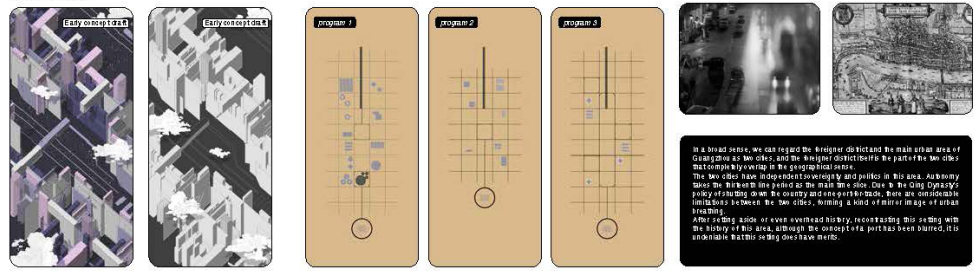 Early concept draft
Early concept draft
program 1
program 2
program 3
In a broad sense, we can regard the foreigner district and the main urban area of
Guangzhou as two cities, and the foreigner district itself is the part of the two cities
that completely overlap in the geographical sense.
The two cities have independent sovereignty and politics in this area. Autonomy
takes the thirteenth line period as the main time slice. Due to the Qing Dynasty's
policy of shutting down the country and one-port-for-trade, there are considerable
limitations between the two cities, forming a kind of mirror image of urban
breathing.
After setting aside or even overhead history, recontrasting this setting with
the history of this area, although the concept of a port has been blurred, it is
undeniable that this setting does have merits.